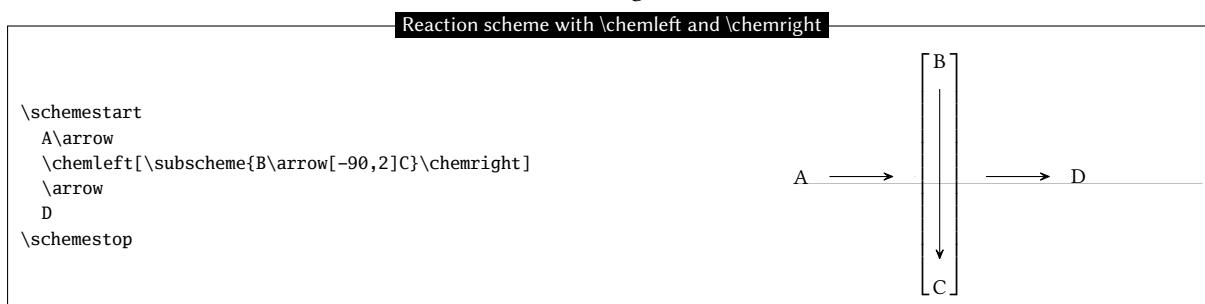 Reaction scheme with \chemleft and \chemright
\schemestart
A\arrow
\chemleft[\subscheme{B\arrow[-90,2]C}\chemright]
\arrow
D
\schemestop
B
A
D
C